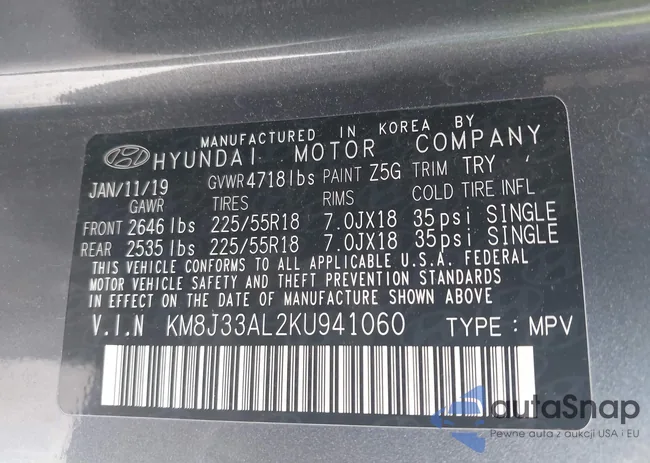 MANUFACTURED IN KOREA BY
HYUNDAI MOTOR COMPANY
JAN/11/19 GVWR 4718lbs PAINT Z5G TRIM TRY
GAWR TIRES RIMS COLD TIRE INFL
FRONT 2646 lbs 225/55R18 7.0JX18 35psi SINGLE
REAR 2535 lbs 225/55R18 7.0JX18 35psi SINGLE
THIS VEHICLE CONFORMS TO ALL APPLICABLE U.S.A. FEDERAL
MOTOR VEHICLE SAFETY AND THEFT PREVENTION STANDARDS
IN EFFECT ON THE DATE OF MANUFACTURE SHOWN ABOVE
V.I.N KM8J33AL2KU941060 TYPE : MPV
autaSnap
Pewne auta z aukcji USA i EU